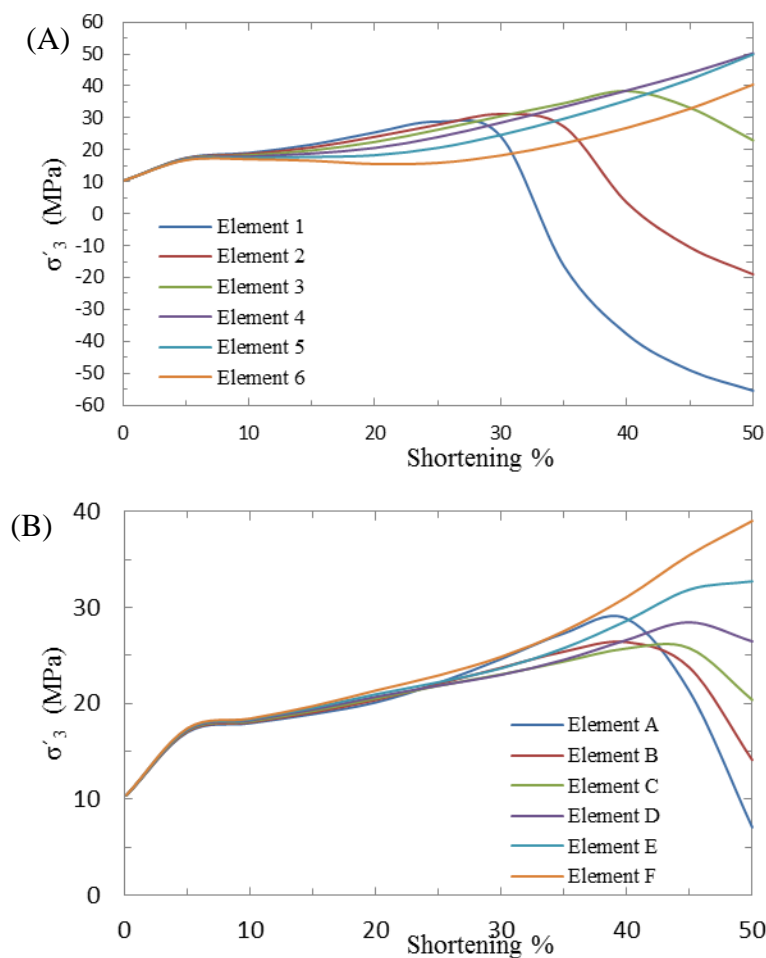 (A)
60
50
40
30
20
10
0
-10
-20
-30
-40
-50
-60
σ′3 (MPa)
Element 1
Element 2
Element 3
Element 4
Element 5
Element 6
0 10 20 30 40 50
Shortening %
(B)
40
30
20
10
0
σ′3 (MPa)
Element A
Element B
Element C
Element D
Element E
Element F
0 10 20 30 40 50
Shortening %